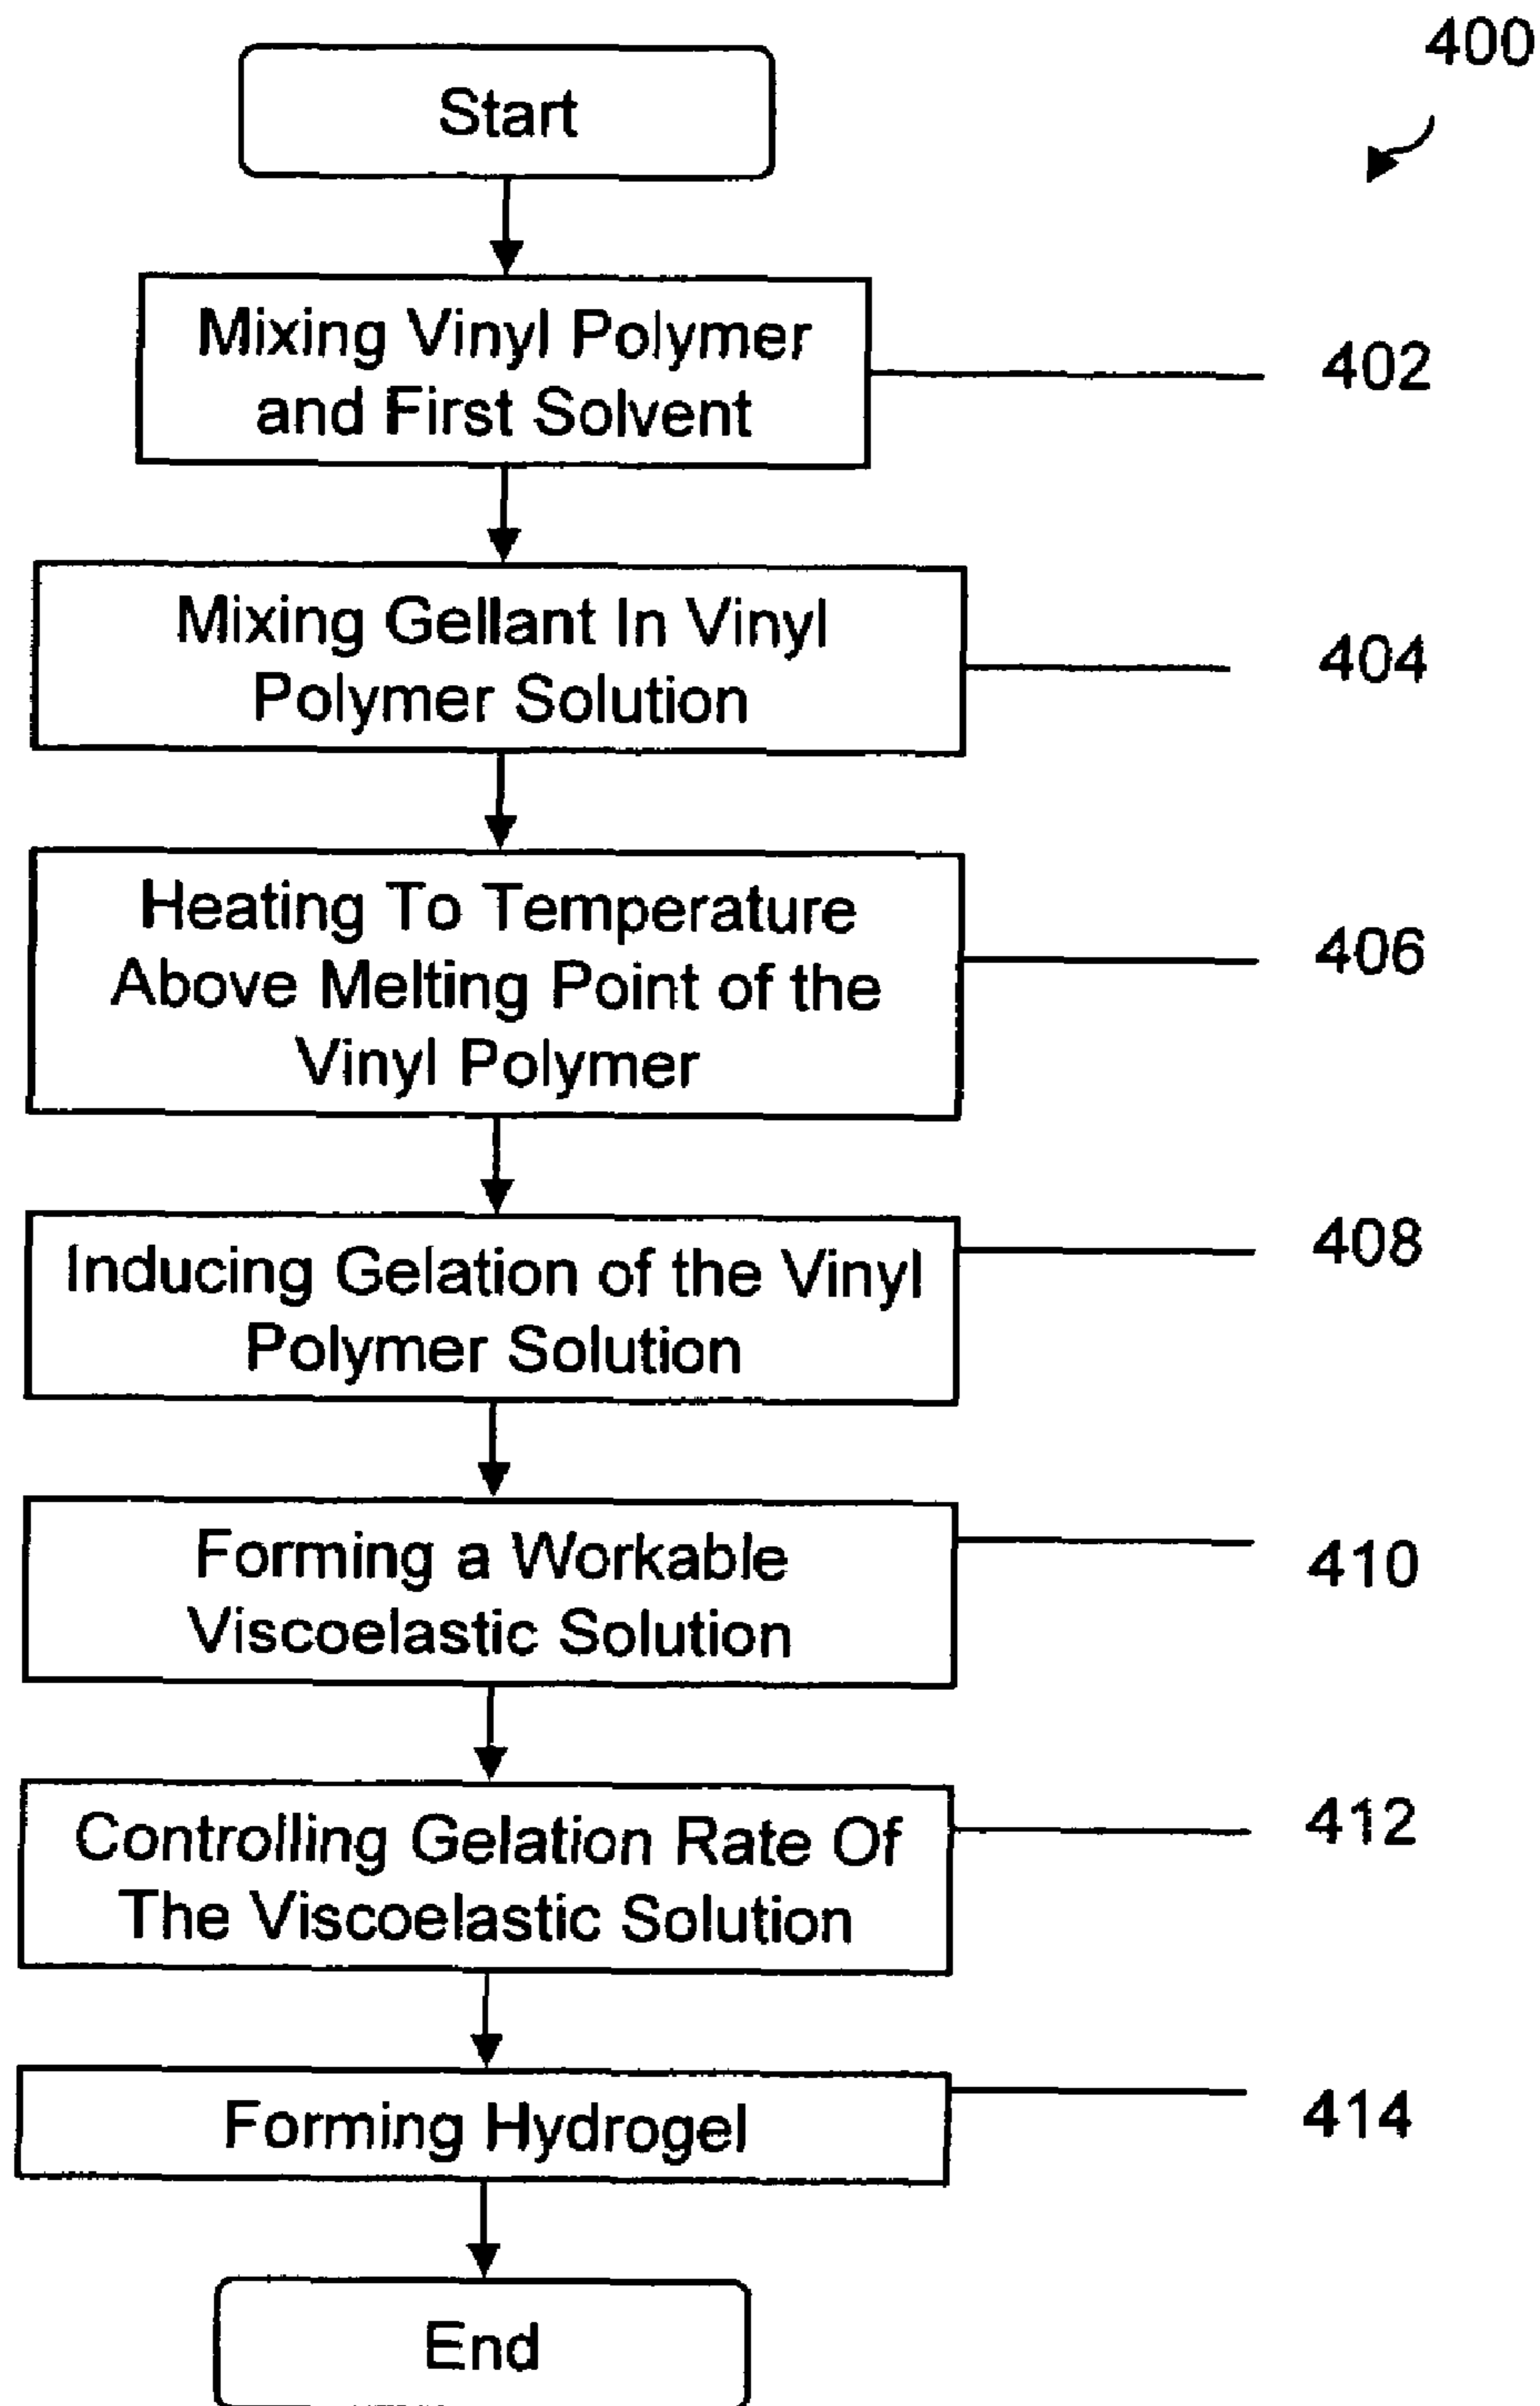 400
Start
Mixing Vinyl Polymer
and First Solvent
402
Mixing Gellant In Vinyl
Polymer Solution
404
Heating To Temperature
Above Melting Point of the
Vinyl Polymer
406
Inducing Gelation of the Vinyl
Polymer Solution
408
Forming a Workable
Viscoelastic Solution
410
Controlling Gelation Rate Of
The Viscoelastic Solution
412
Forming Hydrogel
414
End